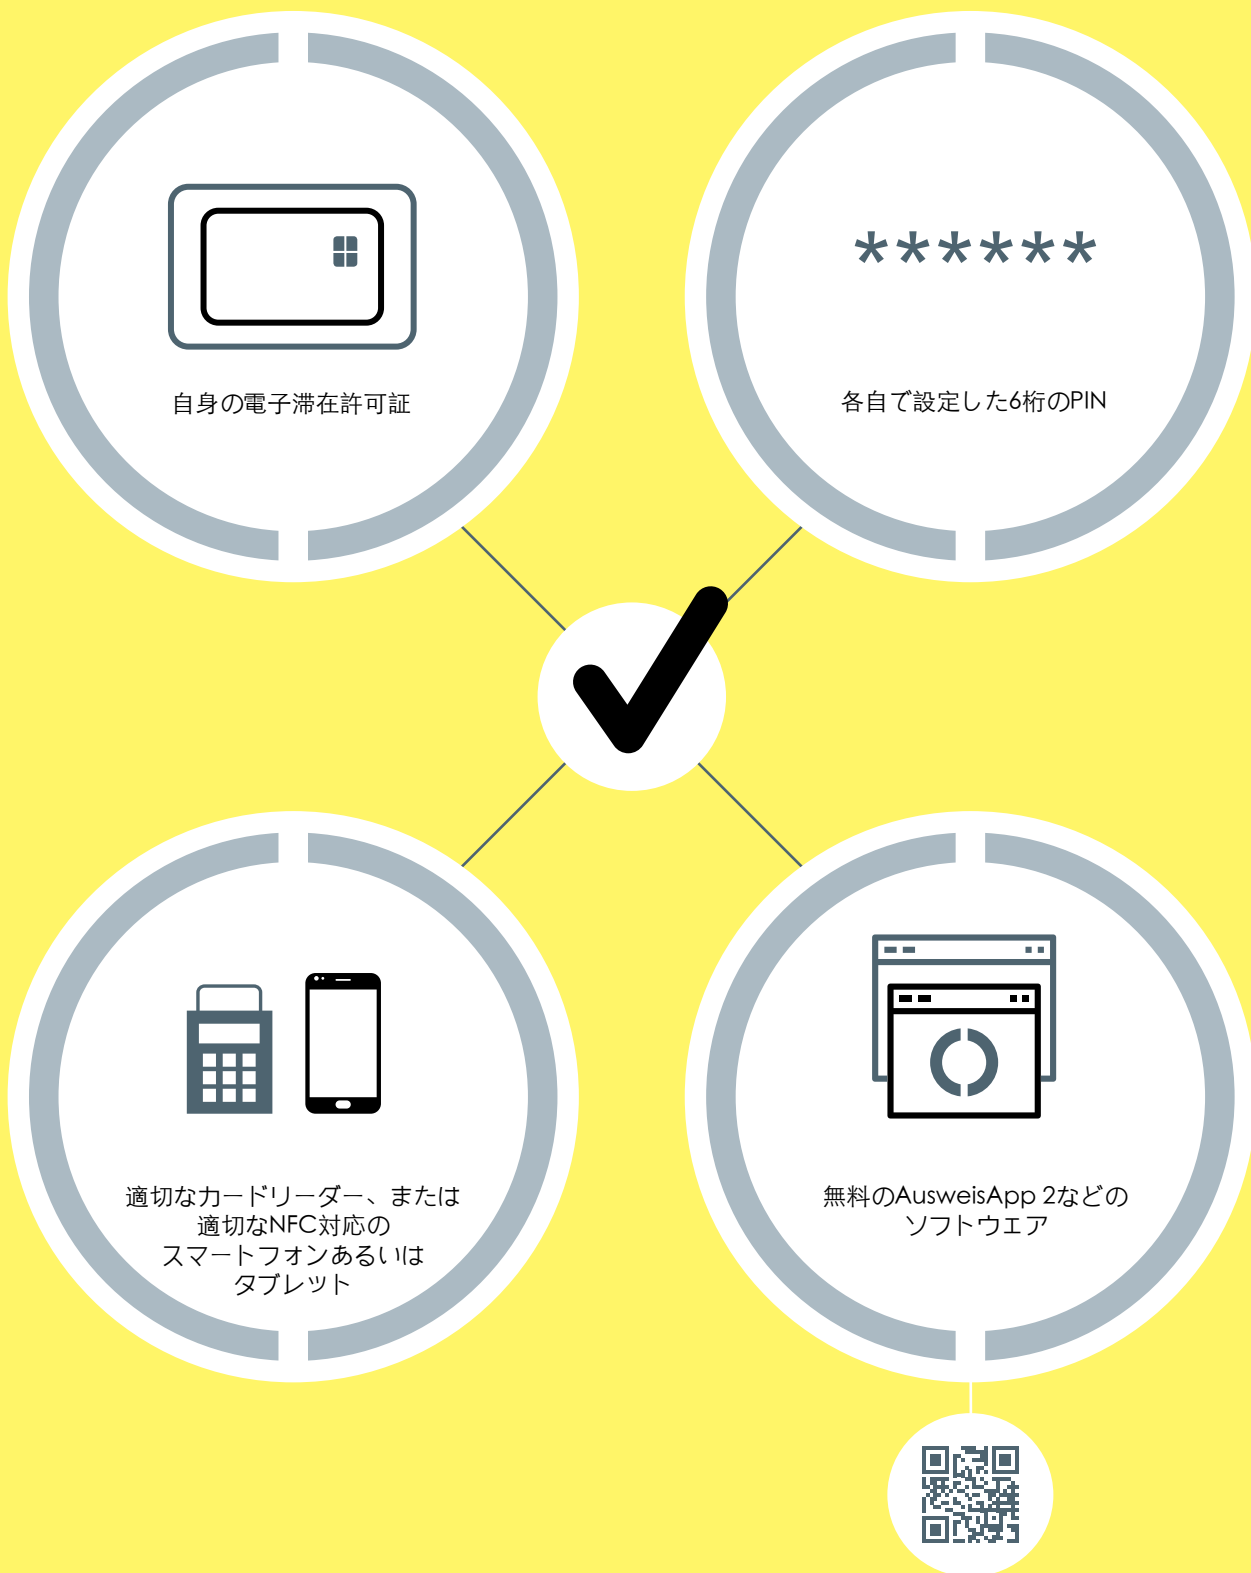 自身の電子滞在許可証
******
各自で設定した6桁のPIN
適切なカードリーダー、または
適切なNFC対応の
スマートフォンあるいは
タブレット
無料のAusweisApp 2などの
ソフトウエア